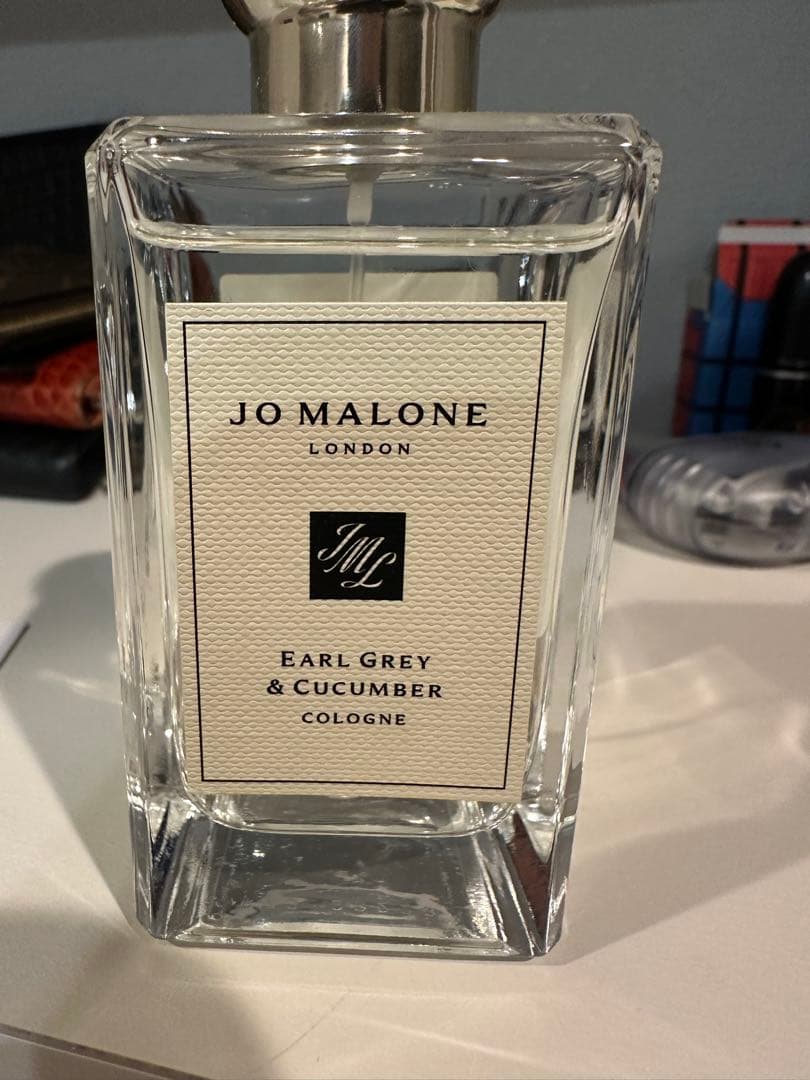 JO MALONE
LONDON
JML
EARL GREY
& CUCUMBER
COLOGNE